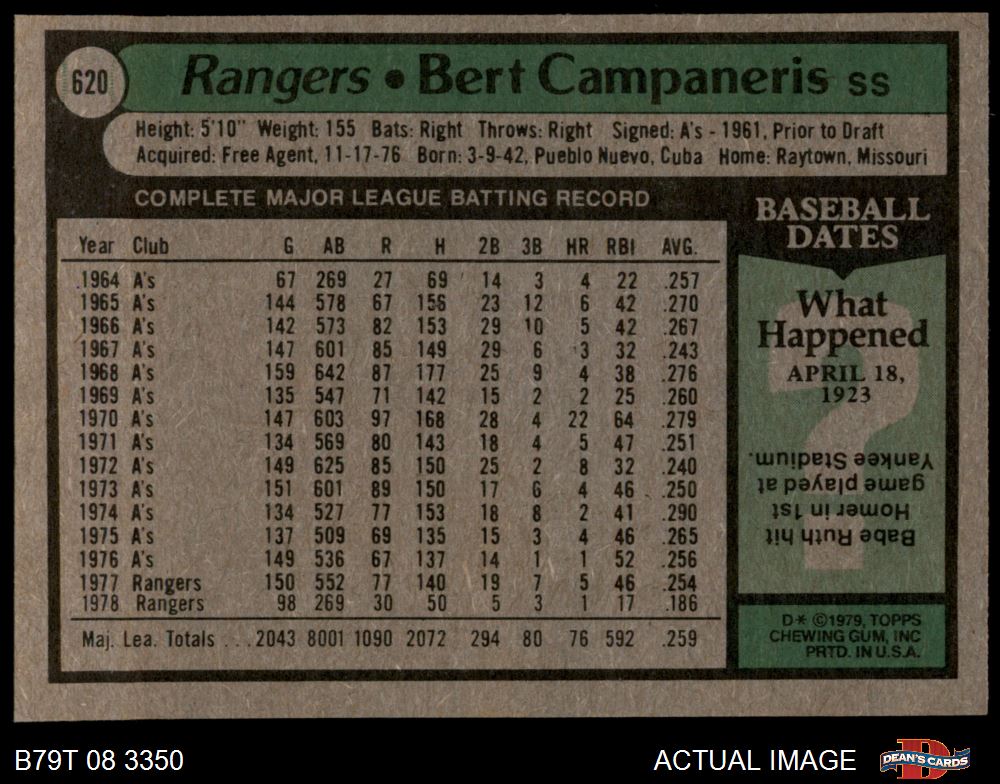 620
Rangers • Bert Campaneris SS
Height: 5'10" Weight: 155 Bats: Right Throws: Right Signed: A's - 1961, Prior to Draft
Acquired: Free Agent, 11-17-76 Born: 3-9-42, Pueblo Nuevo, Cuba Home: Raytown, Missouri
COMPLETE MAJOR LEAGUE BATTING RECORD
Year Club G AB R H 2B 3B HR RBI AVG.
1964 A's 67 269 27 69 14 3 4 22 .257
1965 A's 144 578 67 156 23 12 6 42 .270
1966 A's 142 573 82 153 29 10 5 42 .267
1967 A's 147 601 85 149 29 6 3 32 .243
1968 A's 159 642 87 177 25 9 4 38 .276
1969 A's 135 547 71 142 15 2 2 25 .260
1970 A's 147 603 97 168 28 4 22 64 .279
1971 A's 134 569 80 143 18 4 5 47 .251
1972 A's 149 625 85 150 25 2 8 32 .240
1973 A's 151 601 89 150 17 6 4 46 .250
1974 A's 134 527 77 153 18 8 2 41 .290
1975 A's 137 509 69 135 15 3 4 46 .265
1976 A's 149 536 67 137 14 1 1 52 .256
1977 Rangers 150 552 77 140 19 7 5 46 .254
1978 Rangers 98 269 30 50 5 3 1 17 .186
Maj. Lea. Totals . . . 2043 8001 1090 2072 294 80 76 592 .259
BASEBALL
DATES
What
Happened
APRIL 18,
1923
?
Babe Ruth hit
Homer in 1st
game played at
Yankee Stadium.
D* ©1979, TOPPS
CHEWING GUM, INC
PRTD. IN U.S.A.
B79T 08 3350
ACTUAL IMAGE
D
DEAN'S CARDS